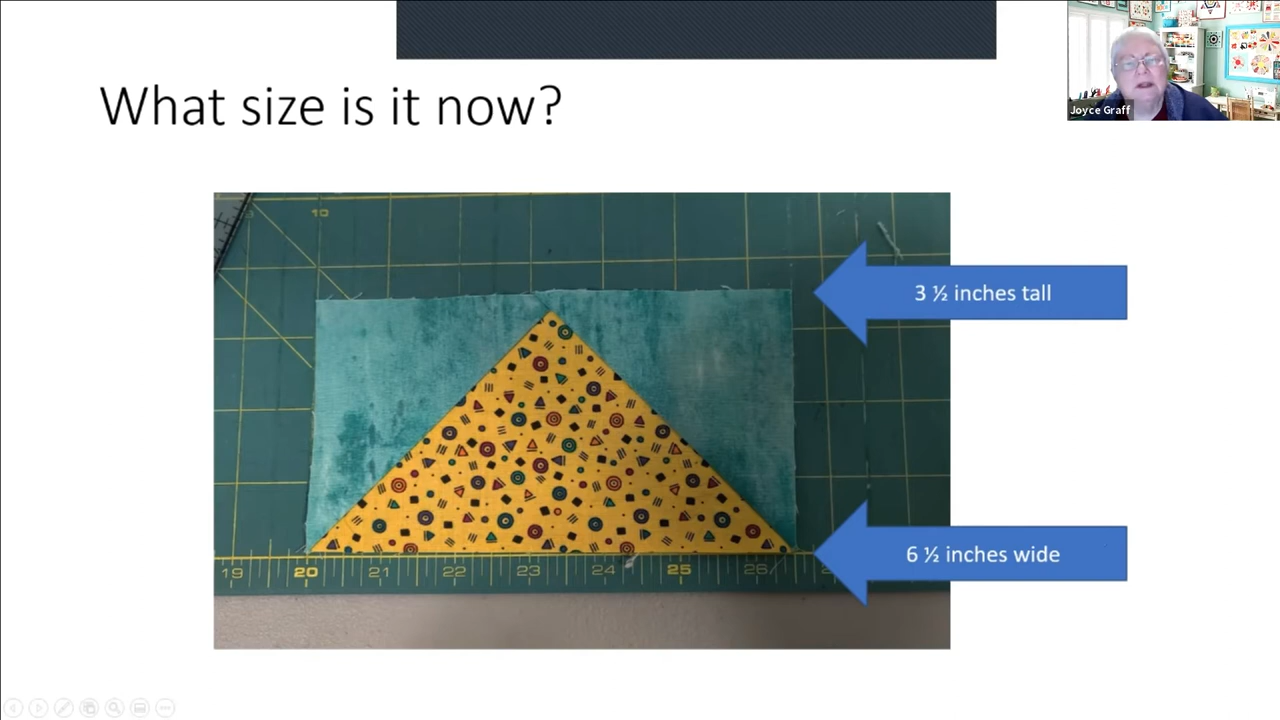 What size is it now?
Joyce Graff
10
3 ½ inches tall
6 ½ inches wide
19 20 21 22 23 24 25 26